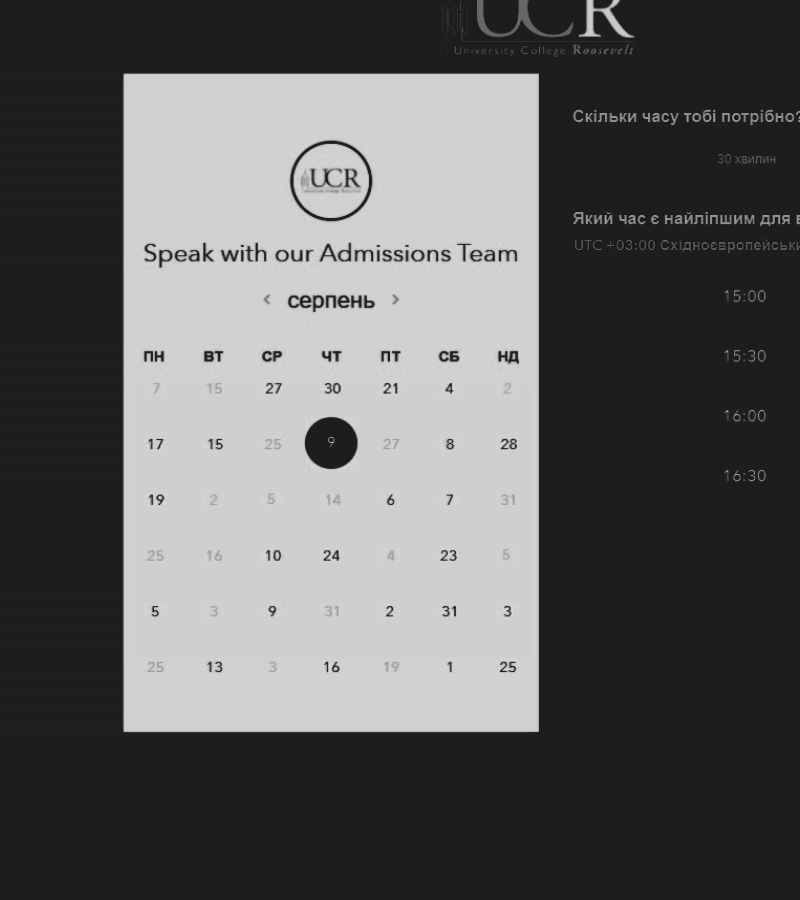 UCR
University College Roosevelt
UCR
Speak with our Admissions Team
‹ серпень ›
ПН ВТ СР ЧТ ПТ СБ НД
7 15 27 30 21 4 2
17 15 25 9 27 8 28
19 2 5 14 6 7 31
25 16 10 24 4 23 5
5 3 9 31 2 31 3
25 13 3 16 19 1 25
Скільки часу тобі потрібно?
30 хвилин
Який час є найліпшим для в
UTC +03:00 Східноєвропейськи
15:00
15:30
16:00
16:30